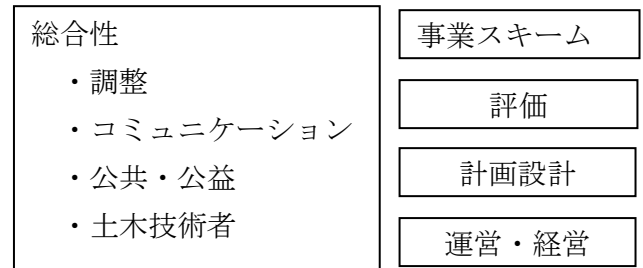 総合性
・調整
・コミュニケーション
・公共・公益
・土木技術者
事業スキーム
評価
計画設計
運営・経営